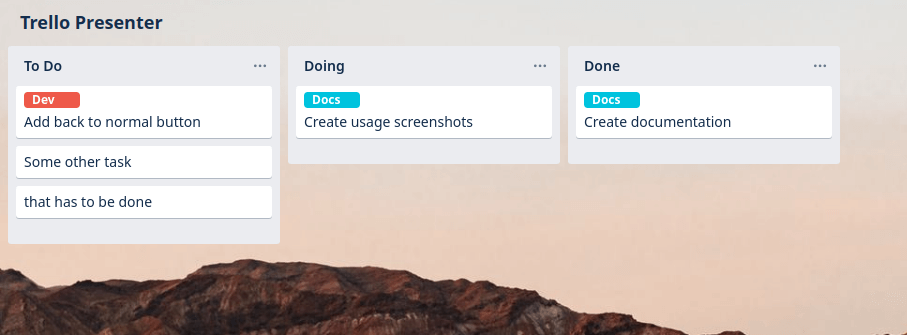 Trello Presenter
To Do
Dev
Add back to normal button
Some other task
that has to be done
Doing
Docs
Create usage screenshots
Done
Docs
Create documentation